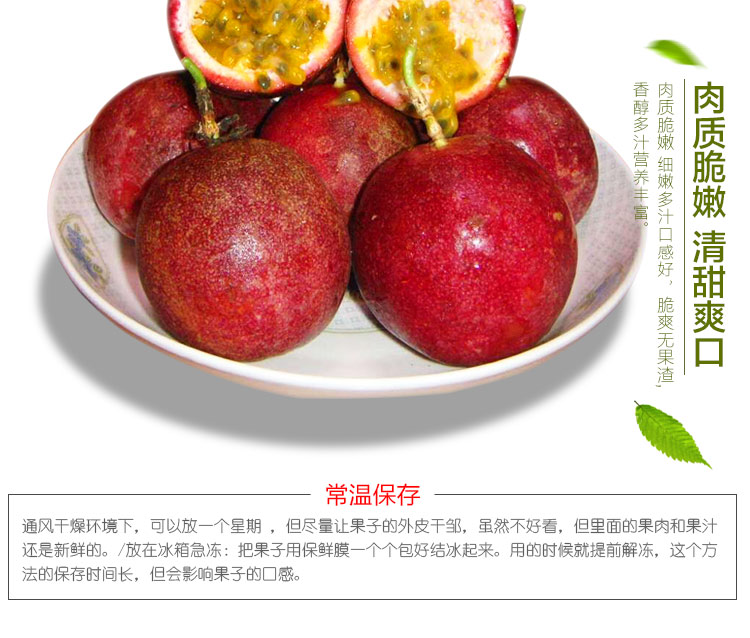 肉质脆嫩 清甜爽口
肉质脆嫩 细嫩多汁口感好，脆爽无果渣,
香醇多汁营养丰富。
常温保存
通风干燥环境下，可以放一个星期 ，但尽量让果子的外皮干邹，虽然不好看，但里面的果肉和果汁
还是新鲜的。/放在冰箱急冻：把果子用保鲜膜一个个包好结冰起来。用的时候就提前解冻，这个方
法的保存时间长，但会影响果子的口感。